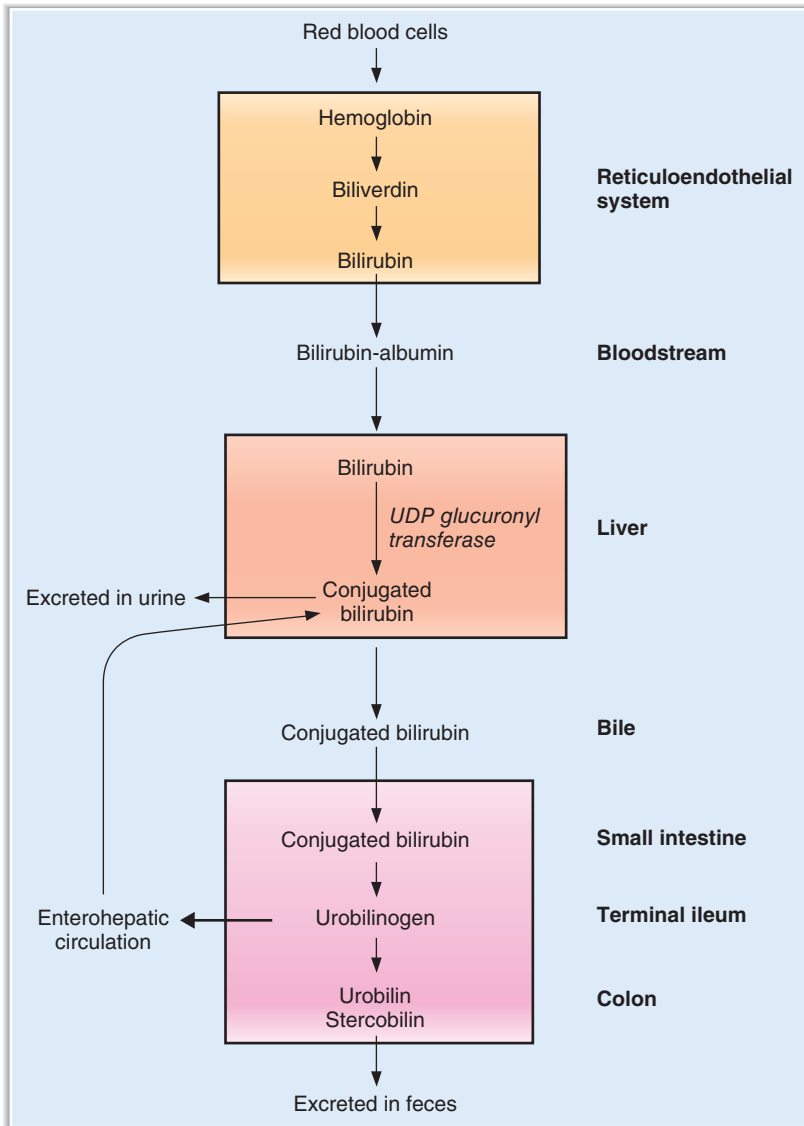 Red blood cells
Hemoglobin
Biliverdin
Bilirubin
Reticuloendothelial
system
Bilirubin-albumin
Bloodstream
Bilirubin
UDP glucuronyl
transferase
Liver
Conjugated
bilirubin
Excreted in urine
Conjugated bilirubin
Bile
Conjugated bilirubin
Small intestine
Enterohepatic
circulation
Urobilinogen
Terminal ileum
Urobilin
Stercobilin
Colon
Excreted in feces